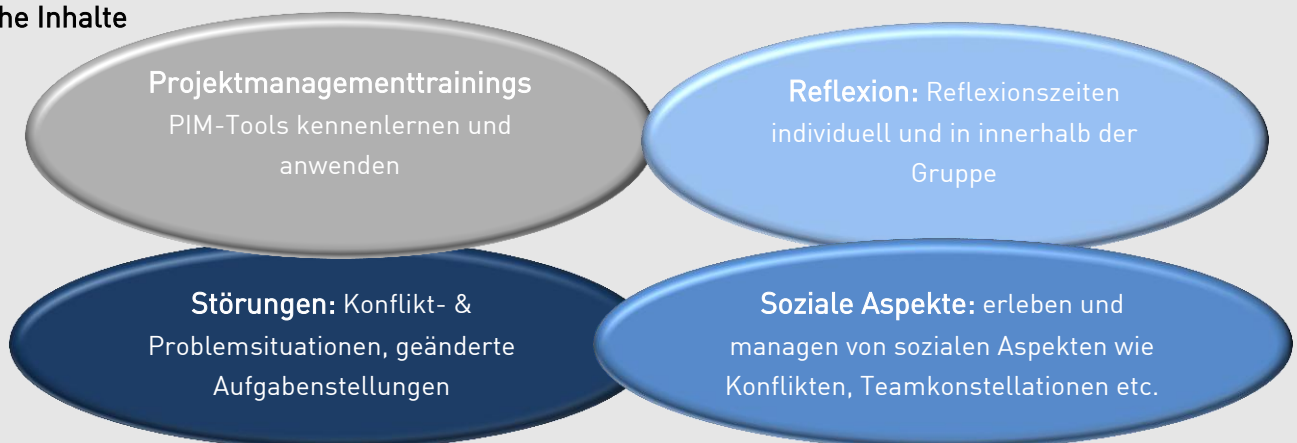 he Inhalte
Projektmanagementtrainings
PIM-Tools kennenlernen und
anwenden
Reflexion: Reflexionszeiten
individuell und in innerhalb der
Gruppe
Störungen: Konflikt- &
Problemsituationen, geänderte
Aufgabenstellungen
Soziale Aspekte: erleben und
managen von sozialen Aspekten wie
Konflikten, Teamkonstellationen etc.